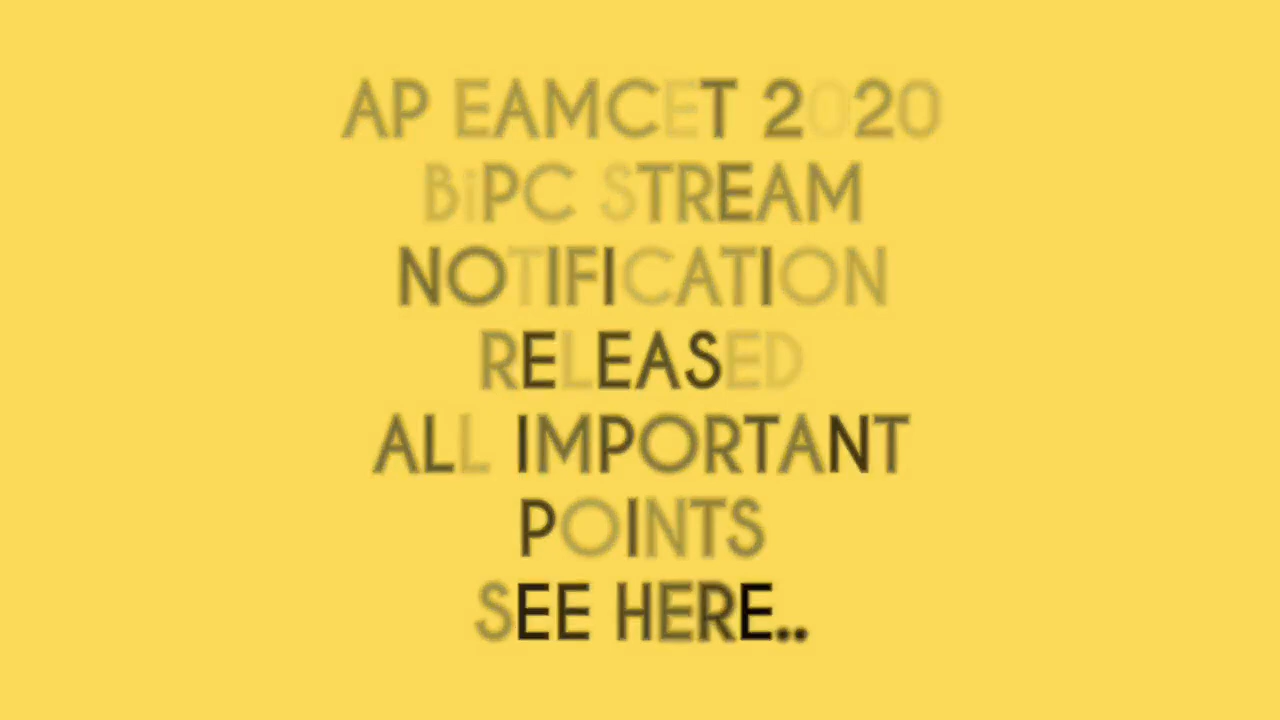 AP EAMCET 2020
BiPC STREAM
NOTIFICATION
RELEASED
ALL IMPORTANT
POINTS
SEE HERE..